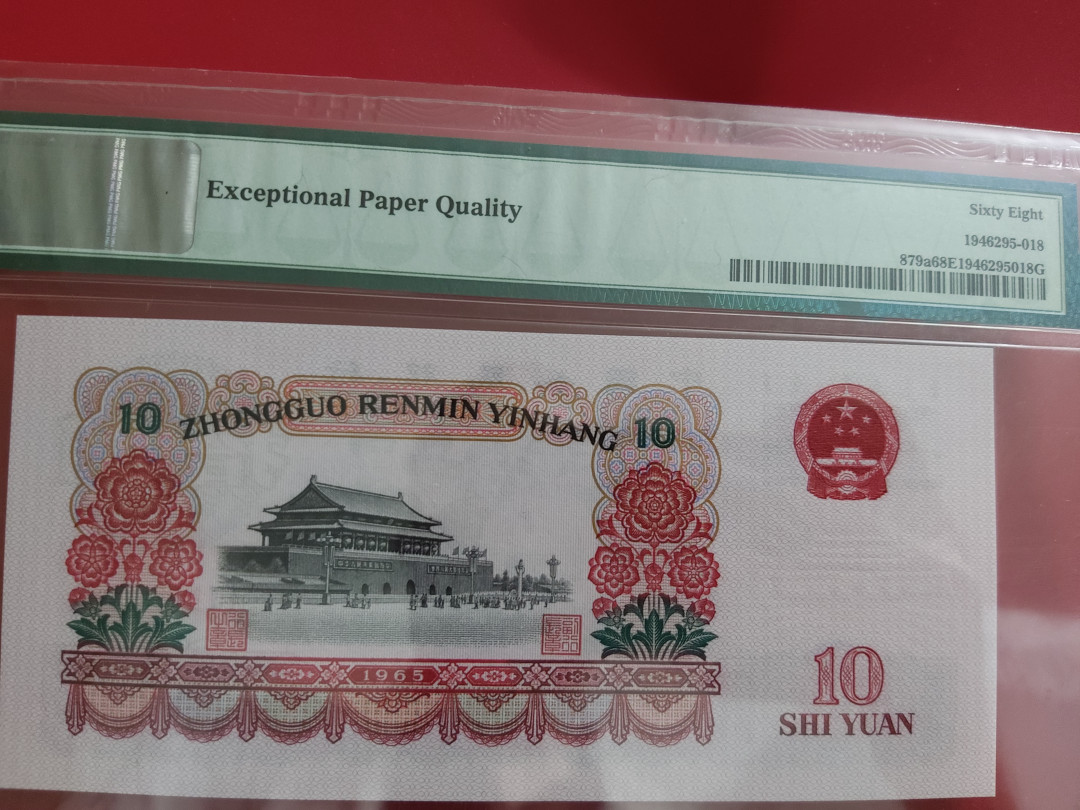 Exceptional Paper Quality
Sixty Eight
1946295-018
879a68E1946295018G
10
ZHONGGUO RENMIN YINHANG
10
1965
10
SHI YUAN